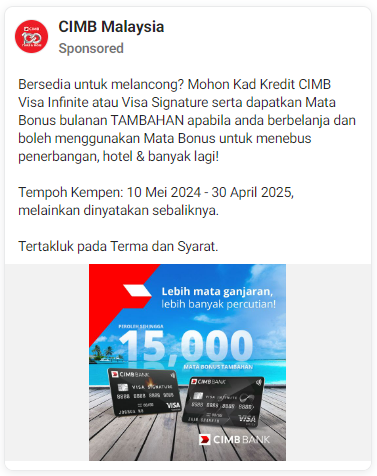 CIMB Malaysia
Sponsored
Bersedia untuk melancong? Mohon Kad Kredit CIMB
Visa Infinite atau Visa Signature serta dapatkan Mata
Bonus bulanan TAMBAHAN apabila anda berbelanja dan
boleh menggunakan Mata Bonus untuk menebus
penerbangan, hotel & banyak lagi!
Tempoh Kempen: 10 Mei 2024 - 30 April 2025,
melainkan dinyatakan sebaliknya.
Tertakluk pada Terma dan Syarat.
Lebih mata ganjaran,
lebih banyak percutian!
PEROLEH SEHINGGA
15,000
MATA BONUS TAMBAHAN
CIMB BANK
VISA SIGNATURE
VISA
CIMB BANK
VISA INFINITE
VISA
CIMB BANK